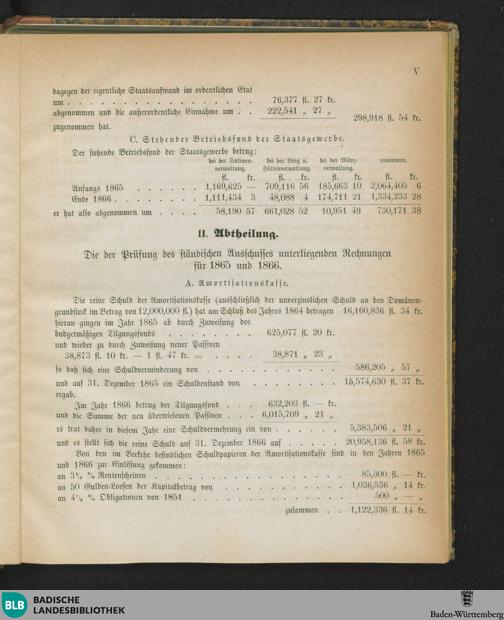 V
dagegen der eigentliche Staatsaufwand im ordentlichen Etat
um . . . . . . . . . . . . . . . . 76,377 fl. 27 kr.
abgenommen und die außerordentliche Einnahme um . . 222,541 „ 27 „
298,918 fl. 54 kr.
zugenommen hat.
C. Stehender Betriebsfond der Staatsgewerbe.
Der stehende Betriebsfond der Staatsgewerbe betrug:
bei der Salinen- bei der Berg u. bei der Münz- zusammen.
verwaltung. Hüttenverwaltung. verwaltung.
fl. kr. fl. kr. fl. kr. fl. kr.
Anfangs 1865 . . . . . . 1,169,625 — 709,116 56 185,663 10 2,064,405 6
Ende 1866 . . . . . . . 1,111,434 3 48,088 4 174,711 21 1,334,233 28
er hat also abgenommen um . . . . 58,190 57 661,028 52 10,951 49 730,171 38
II. Abtheilung.
Die der Prüfung des ständischen Ausschusses unterliegenden Rechnungen
für 1865 und 1866.
A. Amortisationskasse.
Die reine Schuld der Amortisationskasse (ausschließlich der unverzinslichen Schuld an den Domänen-
grundstock im Betrag von 12,000,000 fl.) hat am Schluß des Jahres 1864 betragen 16,160,836 fl. 34 kr.
hieran gingen im Jahr 1865 ab durch Zuweisung des
budgetmäßigen Tilgungsfonds . . . . . . . 625,077 fl. 20 kr.
und wieder zu durch Zuweisung neuer Passiven
38,873 fl. 10 kr. — 1 fl. 47 kr. = . . . . . 38,871 „ 23 „
so daß sich eine Schuldverminderung von . . . . . . . . . . . . 586,205 „ 57 „
und auf 31. Dezember 1865 ein Schuldenstand von . . . . . . . . 15,574,630 fl. 37 kr.
ergab.
Im Jahr 1866 betrug der Tilgungsfond . . . 632,203 fl. — kr.
und die Summe der neu überwiesenen Passiven . . . 6,015,709 „ 21 „
es trat daher in diesem Jahr eine Schuldvermehrung ein von . . . . . . . 5,383,506 „ 21 „
und es stellt sich die reine Schuld auf 31. Dezember 1866 auf . . . . . 20,958,136 fl. 58 kr.
Von den im Verkehr befindlichen Schuldpapieren der Amortisationskasse sind in den Jahren 1865
und 1866 zur Einlösung gekommen:
an 3½ % Rentenscheinen . . . . . . . . . . . . . . . 85,300 fl. — kr.
an 50 Gulden-Loosen der Kapitalbetrag von . . . . . . . . . . 1,036,536 „ 14 kr.
an 4½ % Obligationen von 1851 . . . . . . . . . . . . . 500 „ — „
zusammen . . 1,122,336 fl. 14 kr.
BLB BADISCHE
LANDESBIBLIOTHEK
Baden-Württemberg